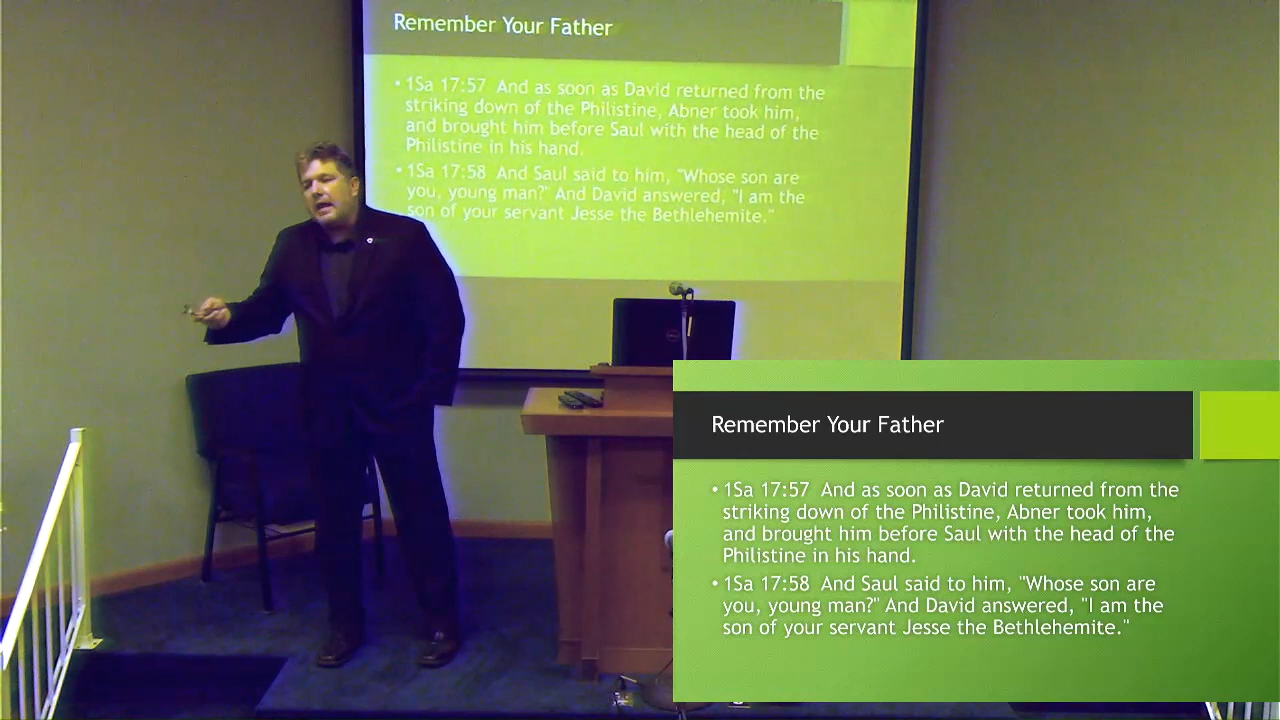 Remember Your Father
• 1Sa 17:57 And as soon as David returned from the
striking down of the Philistine, Abner took him,
and brought him before Saul with the head of the
Philistine in his hand.
• 1Sa 17:58 And Saul said to him, "Whose son are
you, young man?" And David answered, "I am the
son of your servant Jesse the Bethlehemite."
Remember Your Father
• 1Sa 17:57 And as soon as David returned from the
striking down of the Philistine, Abner took him,
and brought him before Saul with the head of the
Philistine in his hand.
• 1Sa 17:58 And Saul said to him, "Whose son are
you, young man?" And David answered, "I am the
son of your servant Jesse the Bethlehemite."